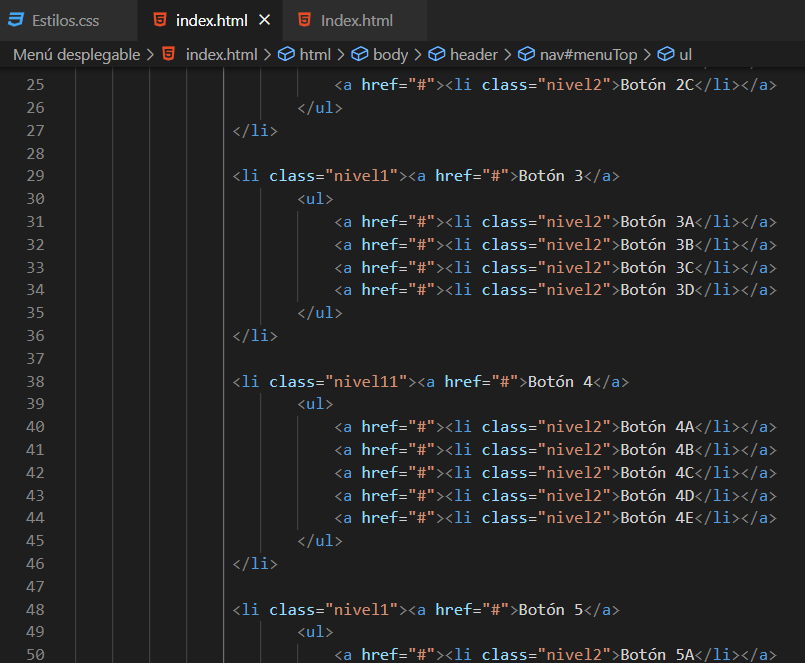 Estilos.css index.html Index.html
Menú desplegable index.html html body header nav#menuTop ul
25 <a href="#"><li class="nivel2">Botón 2C</li></a>
26 </ul>
27 </li>
28
29 <li class="nivel1"><a href="#">Botón 3</a>
30 <ul>
31 <a href="#"><li class="nivel2">Botón 3A</li></a>
32 <a href="#"><li class="nivel2">Botón 3B</li></a>
33 <a href="#"><li class="nivel2">Botón 3C</li></a>
34 <a href="#"><li class="nivel2">Botón 3D</li></a>
35 </ul>
36 </li>
37
38 <li class="nivel11"><a href="#">Botón 4</a>
39 <ul>
40 <a href="#"><li class="nivel2">Botón 4A</li></a>
41 <a href="#"><li class="nivel2">Botón 4B</li></a>
42 <a href="#"><li class="nivel2">Botón 4C</li></a>
43 <a href="#"><li class="nivel2">Botón 4D</li></a>
44 <a href="#"><li class="nivel2">Botón 4E</li></a>
45 </ul>
46 </li>
47
48 <li class="nivel1"><a href="#">Botón 5</a>
49 <ul>
50 <a href="#"><li class="nivel2">Botón 5A</li></a>